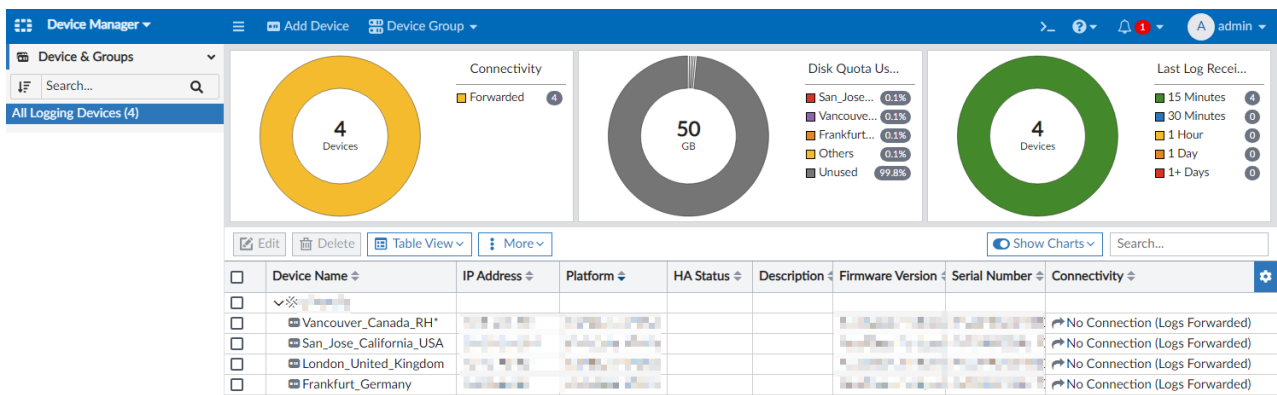 Device Manager
Add Device
Device Group
1
A
admin
Device & Groups
Search...
All Logging Devices (4)
4
Devices
Connectivity
Forwarded 4
50
GB
Disk Quota Us...
San_Jose... 0.1%
Vancouve... 0.1%
Frankfurt... 0.1%
Others 0.1%
Unused 99.8%
4
Devices
Last Log Recei...
15 Minutes 4
30 Minutes 0
1 Hour 0
1 Day 0
1+ Days 0
Edit Delete Table View More Show Charts Search...
Device Name IP Address Platform HA Status Description Firmware Version Serial Number Connectivity
Vancouver_Canada_RH* No Connection (Logs Forwarded)
San_Jose_California_USA No Connection (Logs Forwarded)
London_United_Kingdom No Connection (Logs Forwarded)
Frankfurt_Germany No Connection (Logs Forwarded)